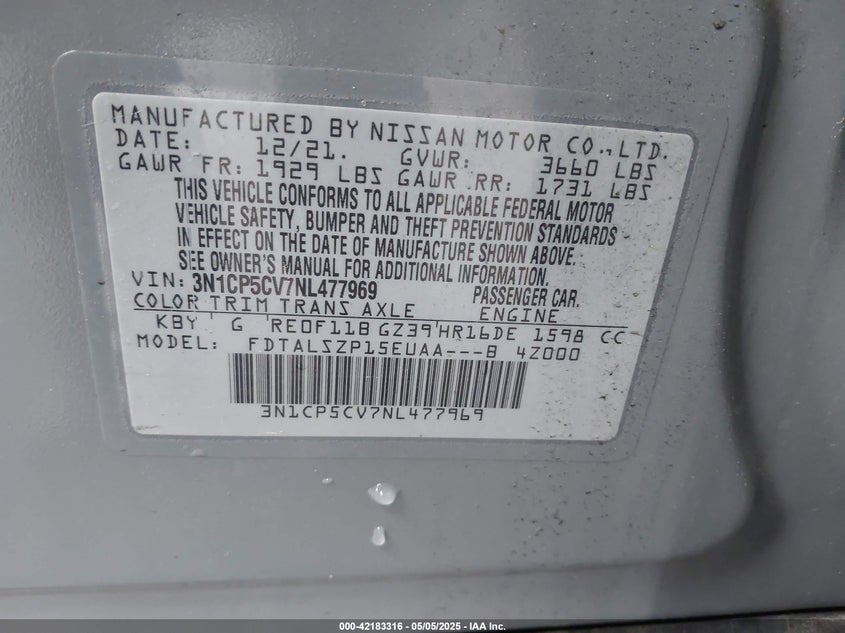 MANUFACTURED BY NISSAN MOTOR CO.,LTD.
DATE: 12/21. GVWR: 3660 LBS
GAWR FR: 1929 LBS GAWR RR: 1731 LBS
THIS VEHICLE CONFORMS TO ALL APPLICABLE FEDERAL MOTOR
VEHICLE SAFETY, BUMPER AND THEFT PREVENTION STANDARDS
IN EFFECT ON THE DATE OF MANUFACTURE SHOWN ABOVE.
SEE OWNER'S MANUAL FOR ADDITIONAL INFORMATION.
VIN: 3N1CP5CV7NL477969 PASSENGER CAR.
COLOR TRIM TRANS AXLE ENGINE
KBY G RE0F11B GZ39 HR16DE 1598 CC
MODEL: FDTALSZP15EUAA---B 4Z000
3N1CP5CV7NL477969
000-42183316 - 05/05/2025 - IAA Inc.